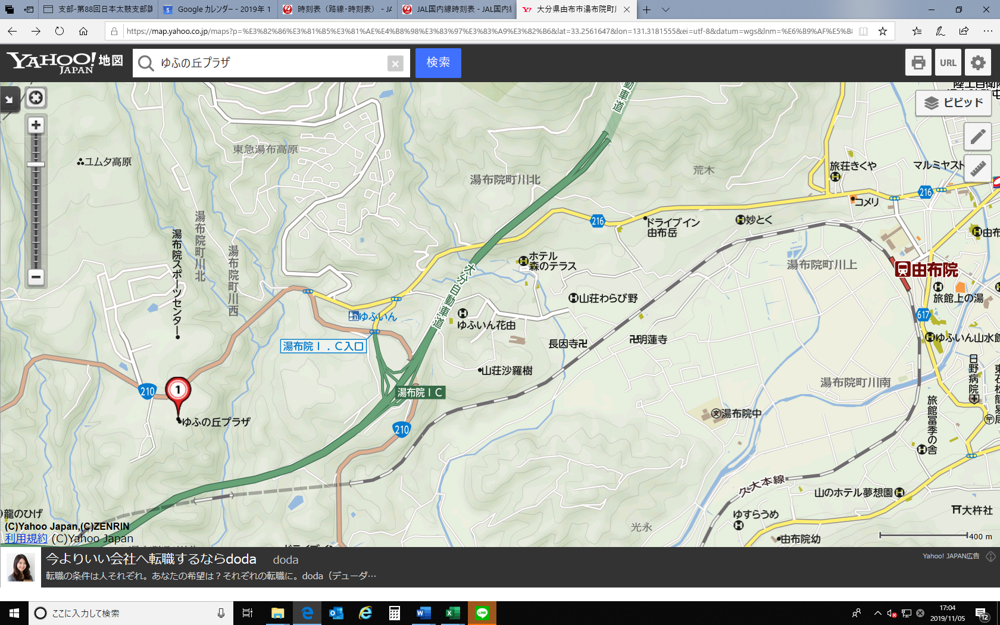 支部-第88回日本太鼓支部
Google カレンダー - 2019年 1
時刻表（路線･時刻表） - JA
JAL国内線時刻表 - JAL国内
大分県由布市湯布院町
https://map.yahoo.co.jp/maps?p=%E3%82%86%E3%81%B5%E3%81%AE%E4%B8%98%E3%83%97%E3%83%A9%E3%82%B6&lat=33.2561647&lon=131.3181555&ei=utf-8&datum=wgs&lnm=%E6%B9%AF%E5%B8
YAHOO! 地図
JAPAN
ゆふの丘プラザ
検索
URL
陸上自衛隊
ビビッド
動車道
東急湯布高原
ユムタ高原
湯布院町川北
荒木
旅荘きくや
マルミヤスト
216
コメリ
216
ドライブイン
由布岳
妙とく
由布
湯布院町川北
湯布院スポーツセンター
湯布院町川西
ホテル
森のテラス
湯布院町川上
由布院
大分自動車道
山荘わらび野
旅館上の湯
ゆふいん
617
ゆふいん花由
湯布院Ｉ．Ｃ入口
長因寺
明蓮寺
ゆふいん山水館
日野病院
山荘沙羅樹
湯布院町川南
210
1
湯布院ＩＣ
湯布院中
旅館冨季の舎
ゆふの丘プラザ
210
久大本線
山のホテル夢想園
龍のひげ
ゆすらうめ
大杵社
(C)Yahoo Japan,(C)ZENRIN
光永
利用規約 (C)Yahoo Japan
由布院幼
400 m
ドライブイン
今よりいい会社へ転職するならdoda doda
Yahoo! JAPAN広告
転職の条件は人それぞれ。あなたの希望は？それぞれの転職に。doda（デューダ…
ここに入力して検索
17:04
2019/11/05
12